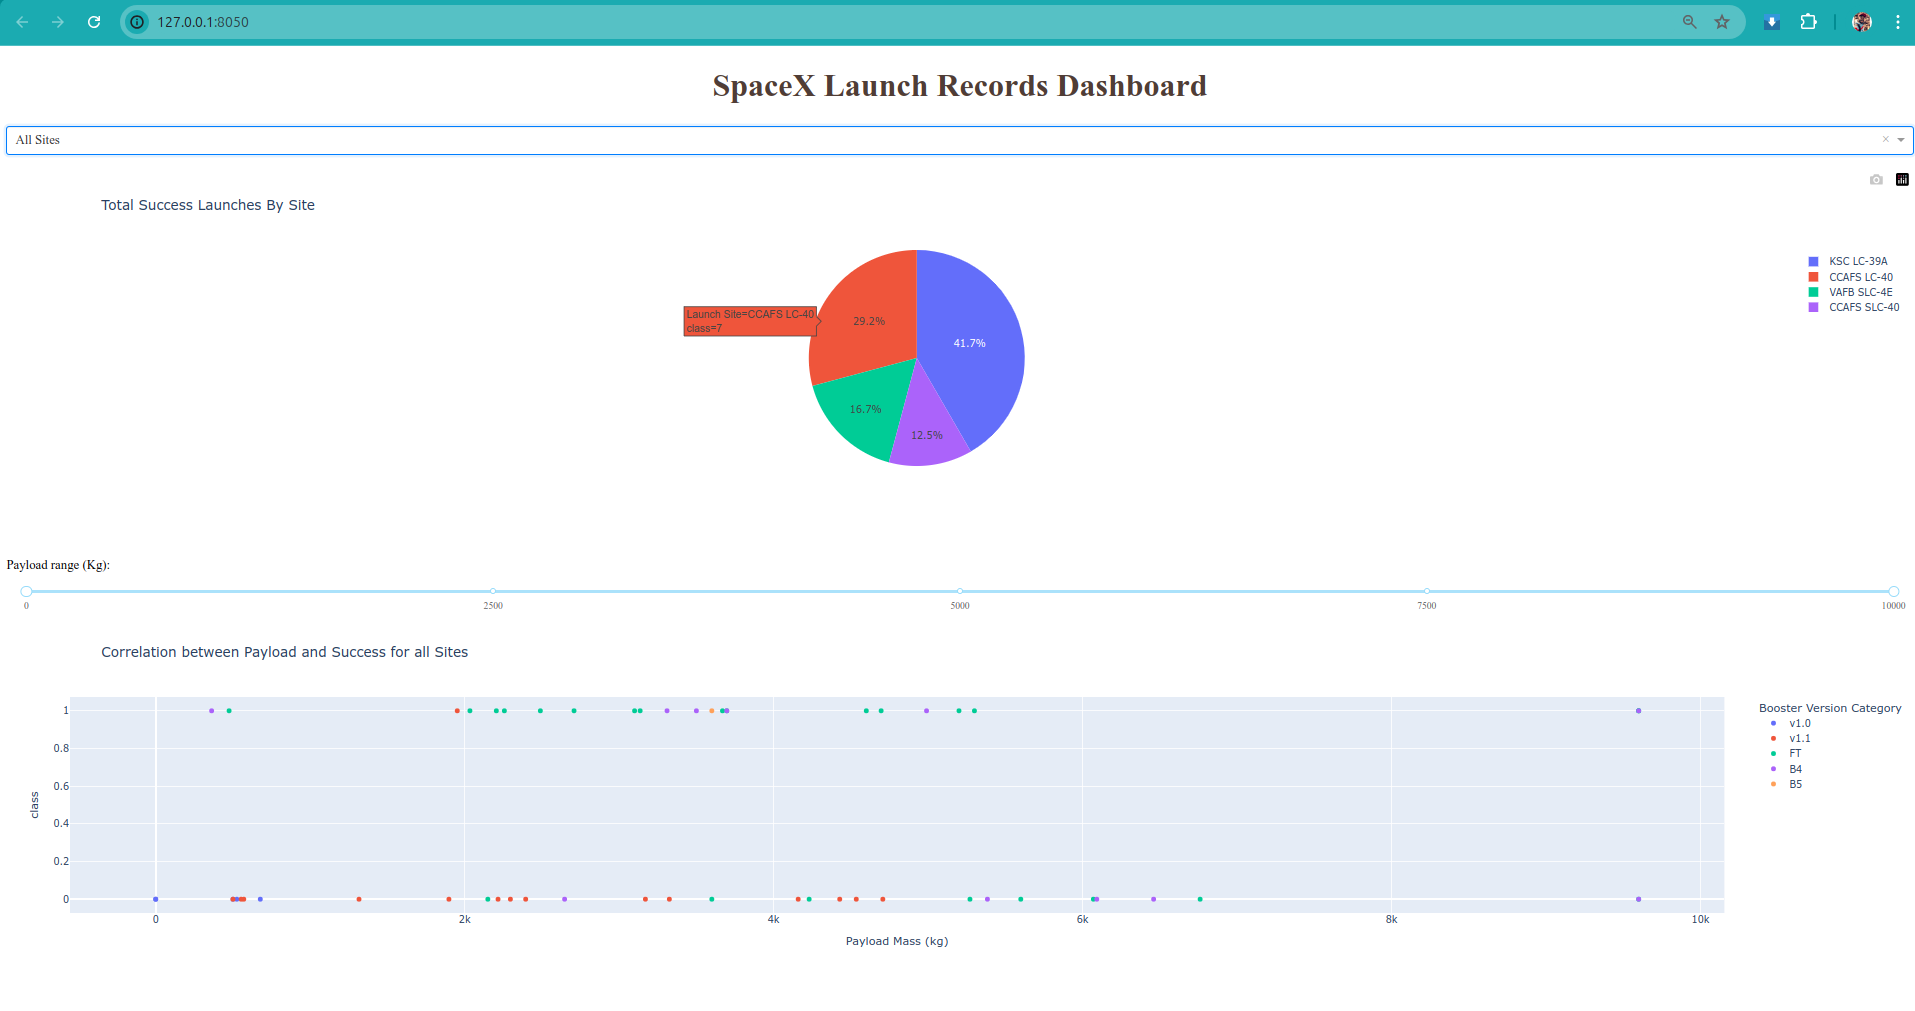 127.0.0.1:8050
SpaceX Launch Records Dashboard
All Sites
Total Success Launches By Site
KSC LC-39A
CCAFS LC-40
VAFB SLC-4E
CCAFS SLC-40
Launch Site=CCAFS LC-40
class=7
29.2%
41.7%
16.7%
12.5%
Payload range (Kg):
0 2500 5000 7500 10000
Correlation between Payload and Success for all Sites
Booster Version Category
v1.0
v1.1
FT
B4
B5
class
1
0.8
0.6
0.4
0.2
0
0 2k 4k 6k 8k 10k
Payload Mass (kg)